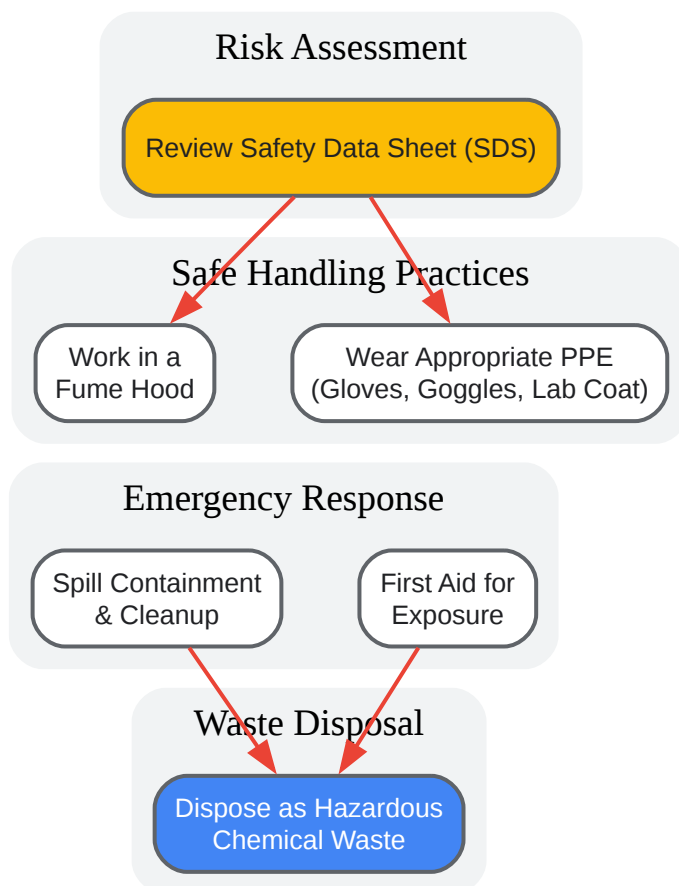 Risk Assessment
Review Safety Data Sheet (SDS)
Safe Handling Practices
Work in a
Fume Hood
Wear Appropriate PPE
(Gloves, Goggles, Lab Coat)
Emergency Response
Spill Containment
& Cleanup
First Aid for
Exposure
Waste Disposal
Dispose as Hazardous
Chemical Waste